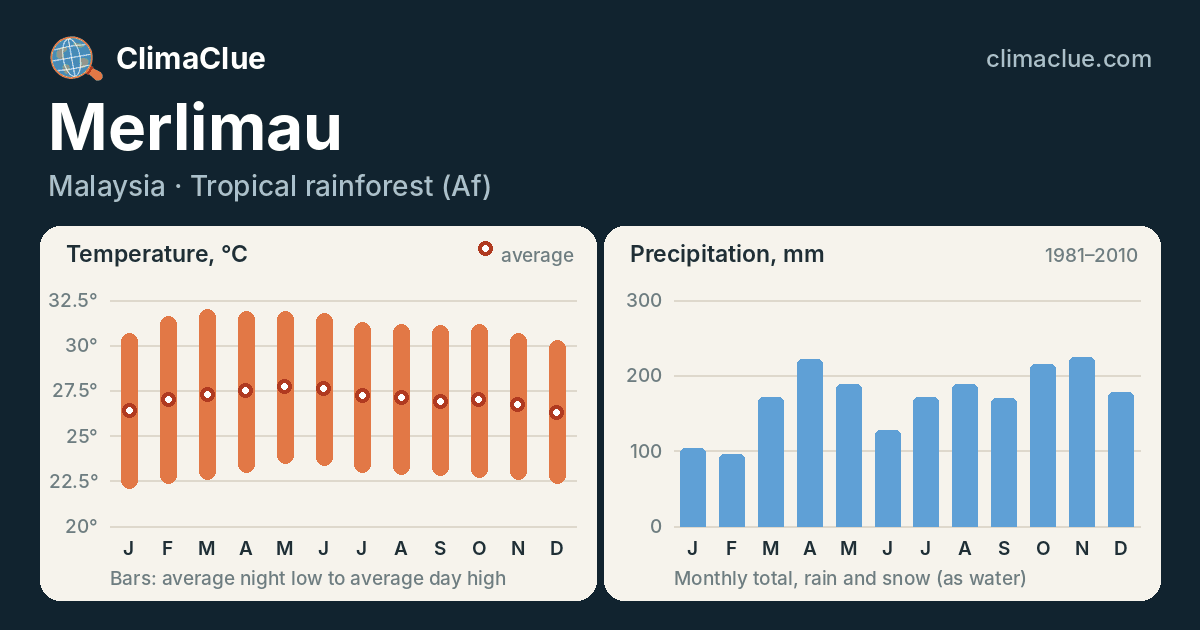 ClimaClue
climaclue.com
Merlimau
Malaysia · Tropical rainforest (Af)
Temperature, °C
average
32.5°
30°
27.5°
25°
22.5°
20°
J F M A M J J A S O N D
Bars: average night low to average day high
Precipitation, mm
1981–2010
300
200
100
0
J F M A M J J A S O N D
Monthly total, rain and snow (as water)